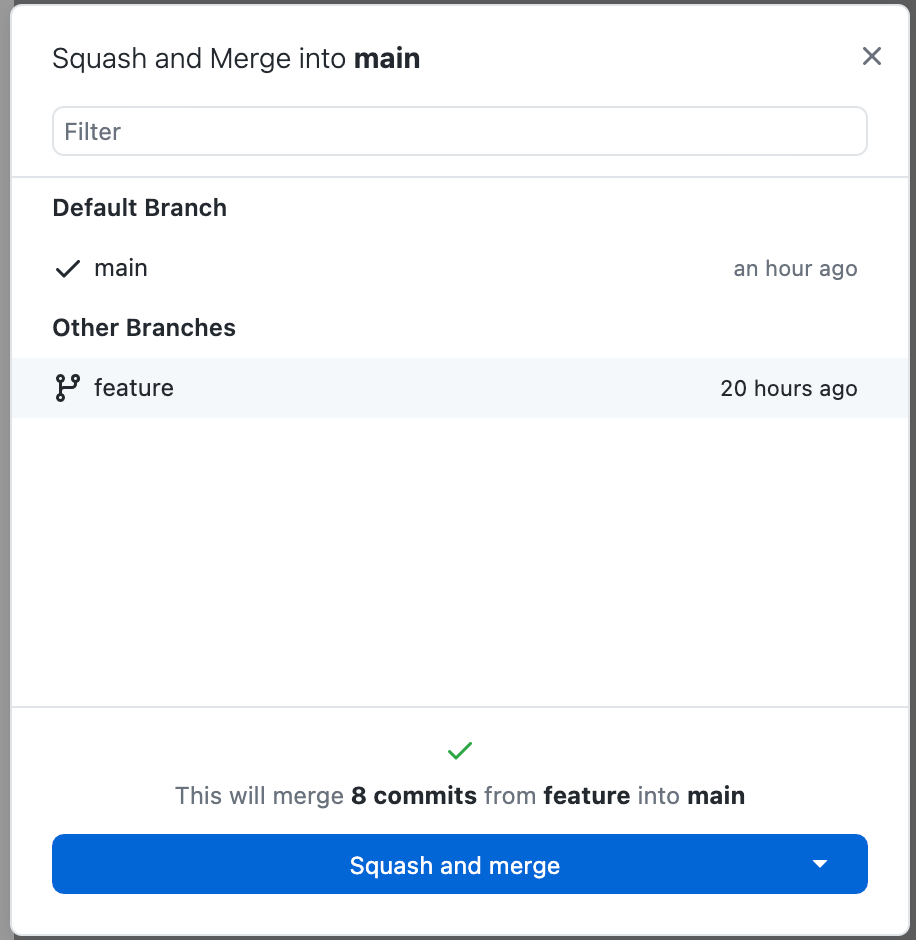 Squash and Merge into main
Filter
Default Branch
main an hour ago
Other Branches
feature 20 hours ago
This will merge 8 commits from feature into main
Squash and merge